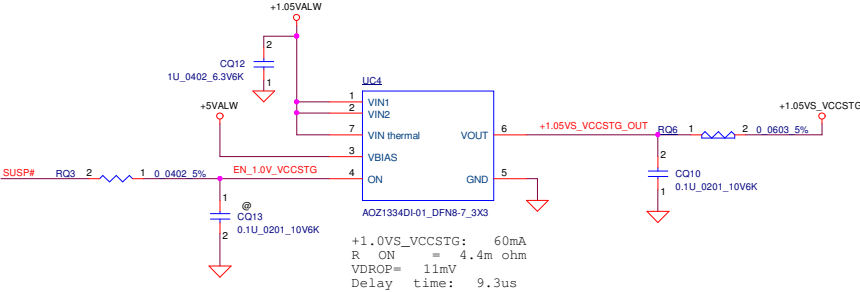 +1.05VALW
2
CQ12
1U_0402_6.3V6K
1
+5VALW
UC4
1 VIN1
2 VIN2
7 VIN thermal
3 VBIAS
4 ON
VOUT 6
GND 5
AOZ1334DI-01_DFN8-7_3X3
+1.05VS_VCCSTG_OUT
RQ6 1 2 0_0603_5%
+1.05VS_VCCSTG
2
CQ10
0.1U_0201_10V6K
1
SUSP# RQ3 2 1 0_0402_5% EN_1.0V_VCCSTG
1
@
CQ13
0.1U_0201_10V6K
2
+1.0VS_VCCSTG: 60mA
R ON = 4.4m ohm
VDROP= 11mV
Delay time: 9.3us